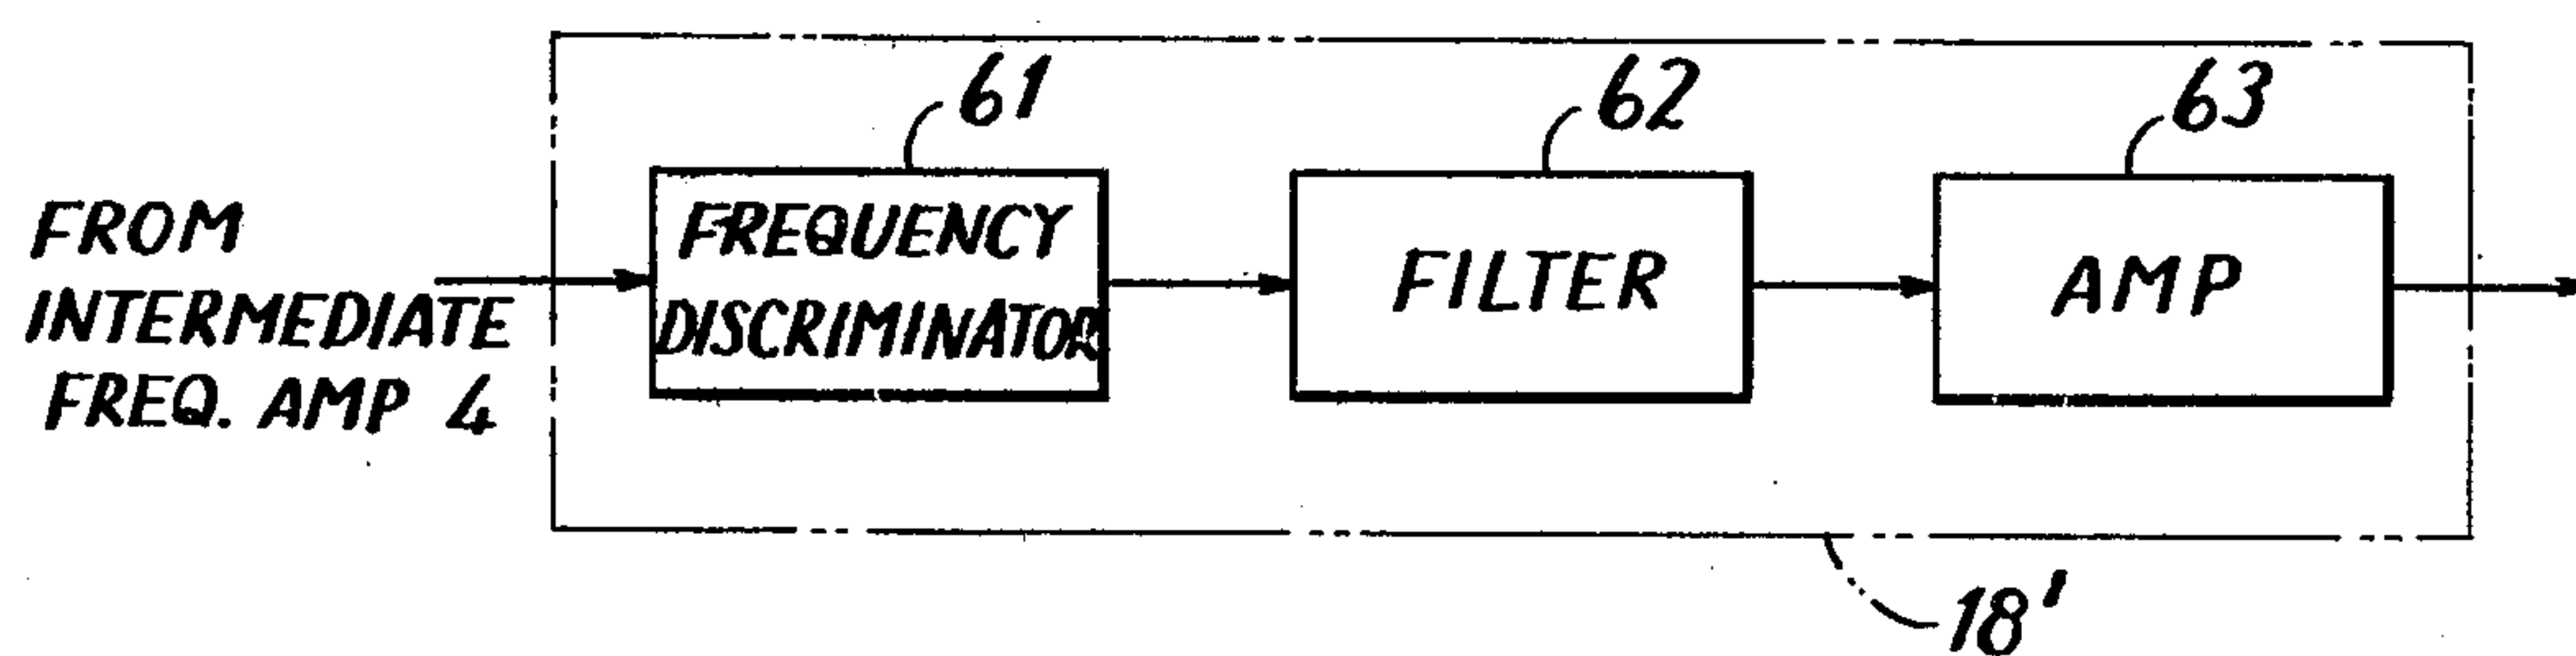 61
62
63
FROM
INTERMEDIATE
FREQ. AMP 4
FREQUENCY
DISCRIMINATOR
FILTER
AMP
18'